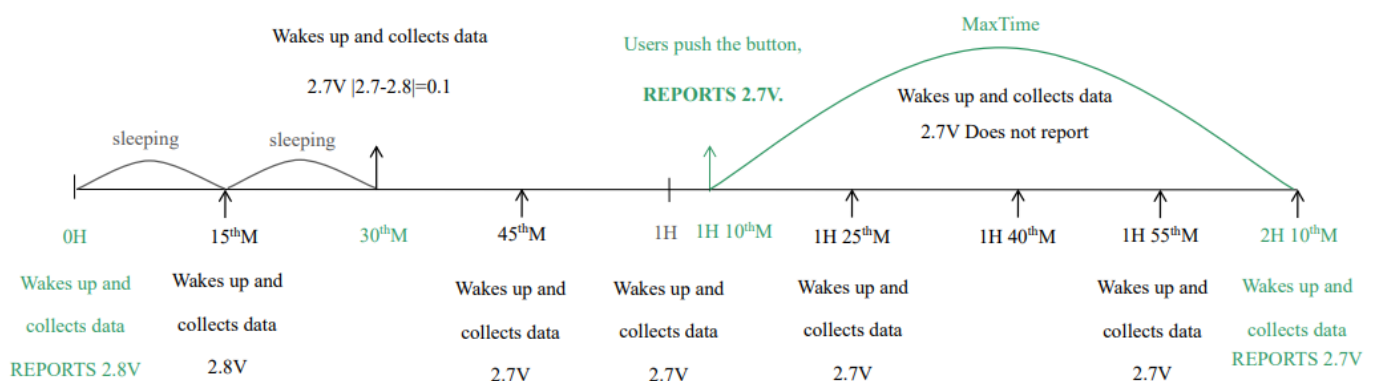 MaxTime
Wakes up and collects data
2.7V |2.7-2.8|=0.1
Users push the button,
REPORTS 2.7V.
Wakes up and collects data
2.7V Does not report
sleeping
sleeping
0H
15thM
30thM
45thM
1H
1H 10thM
1H 25thM
1H 40thM
1H 55thM
2H 10thM
Wakes up and
collects data
REPORTS 2.8V
Wakes up and
collects data
2.8V
Wakes up and
collects data
2.7V
Wakes up and
collects data
2.7V
Wakes up and
collects data
2.7V
Wakes up and
collects data
2.7V
Wakes up and
collects data
REPORTS 2.7V